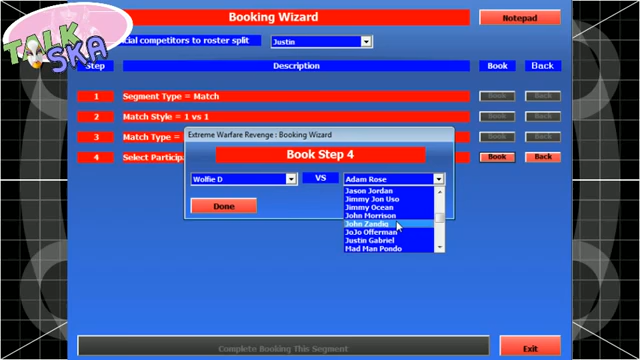 TALK
SKA
Booking Wizard
Notepad
cial competitors to roster split
Justin
Step
Description
Book
Back
1
Segment Type = Match
Book
Back
2
Match Style = 1 vs 1
Book
Back
3
Match Type =
Book
Back
4
Select Particip
Book
Back
Extreme Warfare Revenge : Booking Wizard
Book Step 4
Wolfie D
VS
Adam Rose
Done
Jason Jordan
Jimmy Jon Uso
Jimmy Ocean
John Morrison
John Zandig
JoJo Offerman
Justin Gabriel
Mad Man Pondo
Complete Booking This Segment
Exit